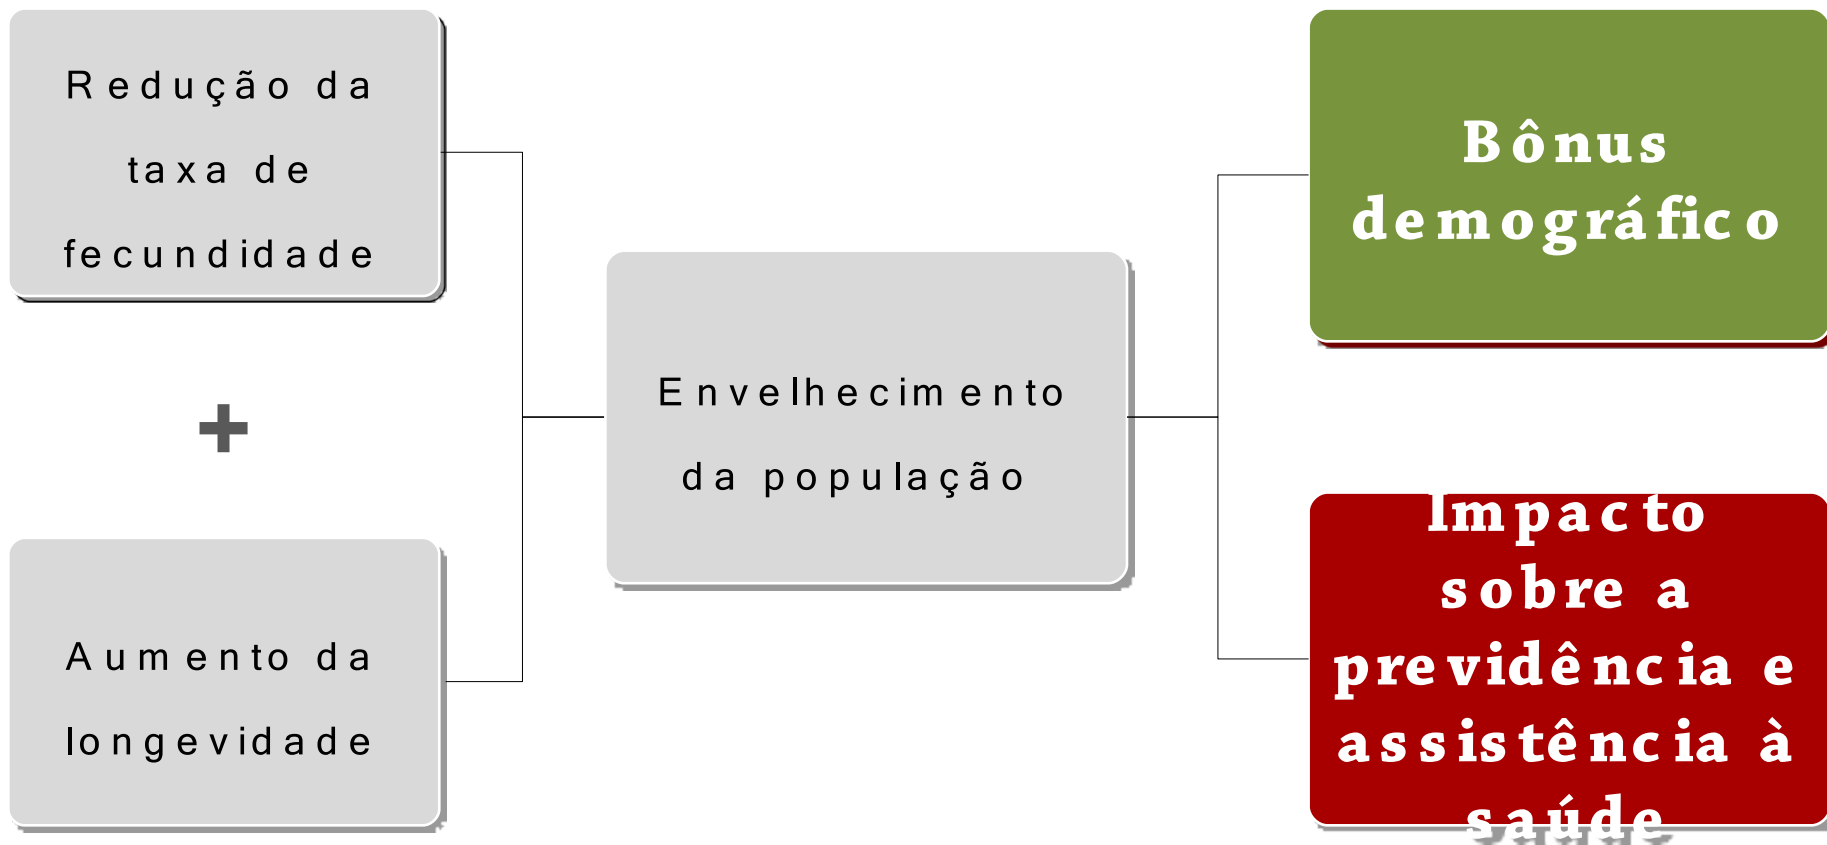 Redução da
taxa de
fecundidade
+
Aumento da
longevidade
Envelhecimento
da população
Bônus
demográfico
Impacto
sobre a
previdência e
assistência à
saúde